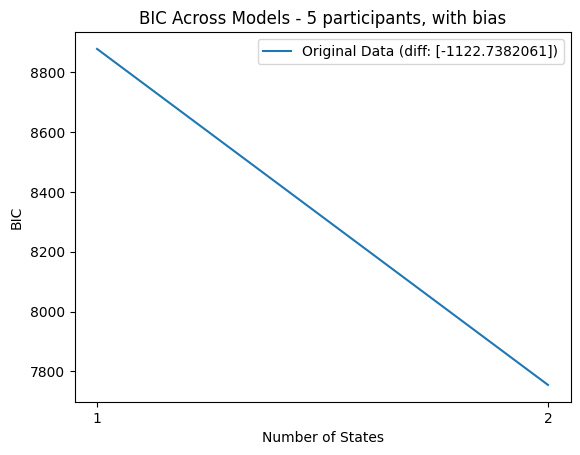 BIC Across Models - 5 participants, with bias
Original Data (diff: [-1122.7382061])
8800
8600
8400
8200
8000
7800
BIC
1
2
Number of States